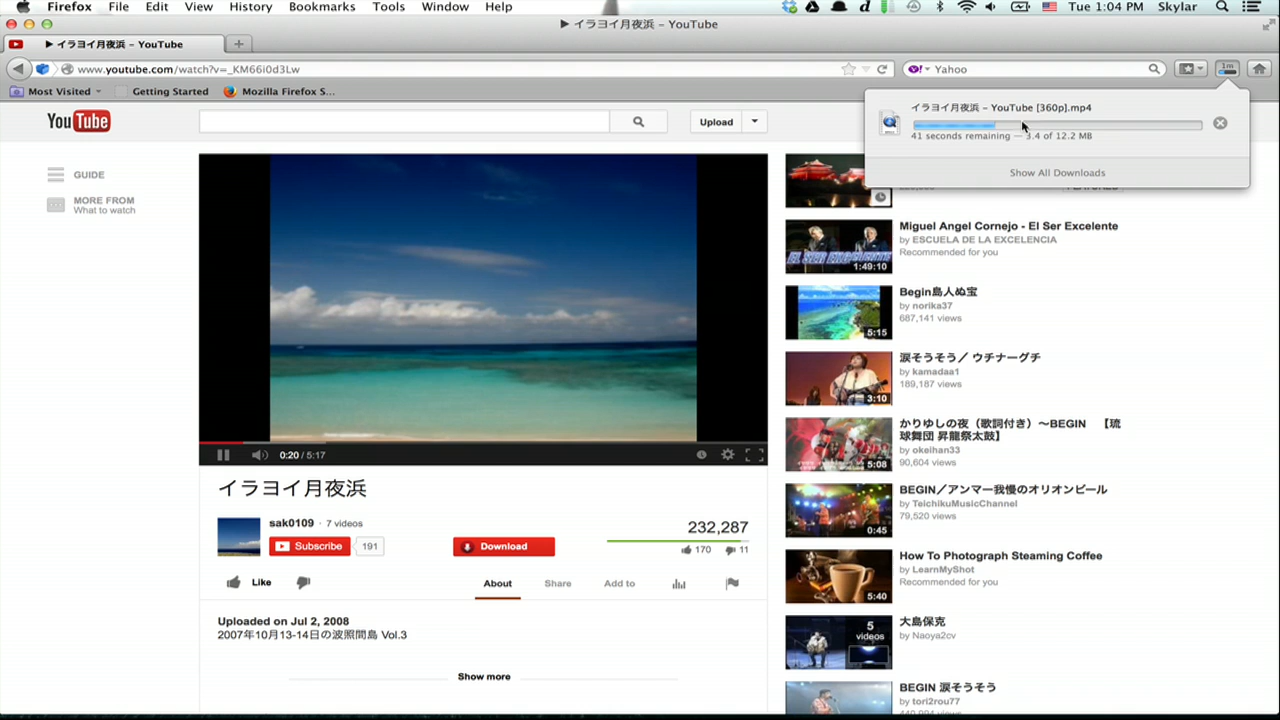 Firefox File Edit View History Bookmarks Tools Window Help Tue 1:04 PM Skylar
▶ イラヨイ月夜浜 – YouTube
▶ イラヨイ月夜浜 – YouTube
www.youtube.com/watch?v=_KM66i0d3Lw
Yahoo
1m
Most Visited Getting Started Mozilla Firefox S...
イラヨイ月夜浜 – YouTube [360p].mp4
41 seconds remaining — 3.4 of 12.2 MB
Show All Downloads
YouTube
Upload
GUIDE
MORE FROM
What to watch
0:20 / 5:17
イラヨイ月夜浜
sak0109 · 7 videos
Subscribe 191
Download
232,287
170 11
Like
About Share Add to
Uploaded on Jul 2, 2008
2007年10月13-14日の波照間島 Vol.3
Show more
Miguel Angel Cornejo - El Ser Excelente
by ESCUELA DE LA EXCELENCIA
Recommended for you
EL SER EXCELENTE
1:49:10
Begin島人ぬ宝
by norika37
687,141 views
5:15
涙そうそう／ ウチナーグチ
by kamadaa1
189,187 views
3:10
かりゆしの夜（歌詞付き）～BEGIN 【琉
球舞団 昇龍祭太鼓】
by okeihan33
90,604 views
5:08
BEGIN／アンマー我慢のオリオンビール
by TeichikuMusicChannel
79,520 views
0:45
How To Photograph Steaming Coffee
by LearnMyShot
Recommended for you
5:40
大島保克
by Naoya2cv
5
videos
BEGIN 涙そうそう
by tori2rou77